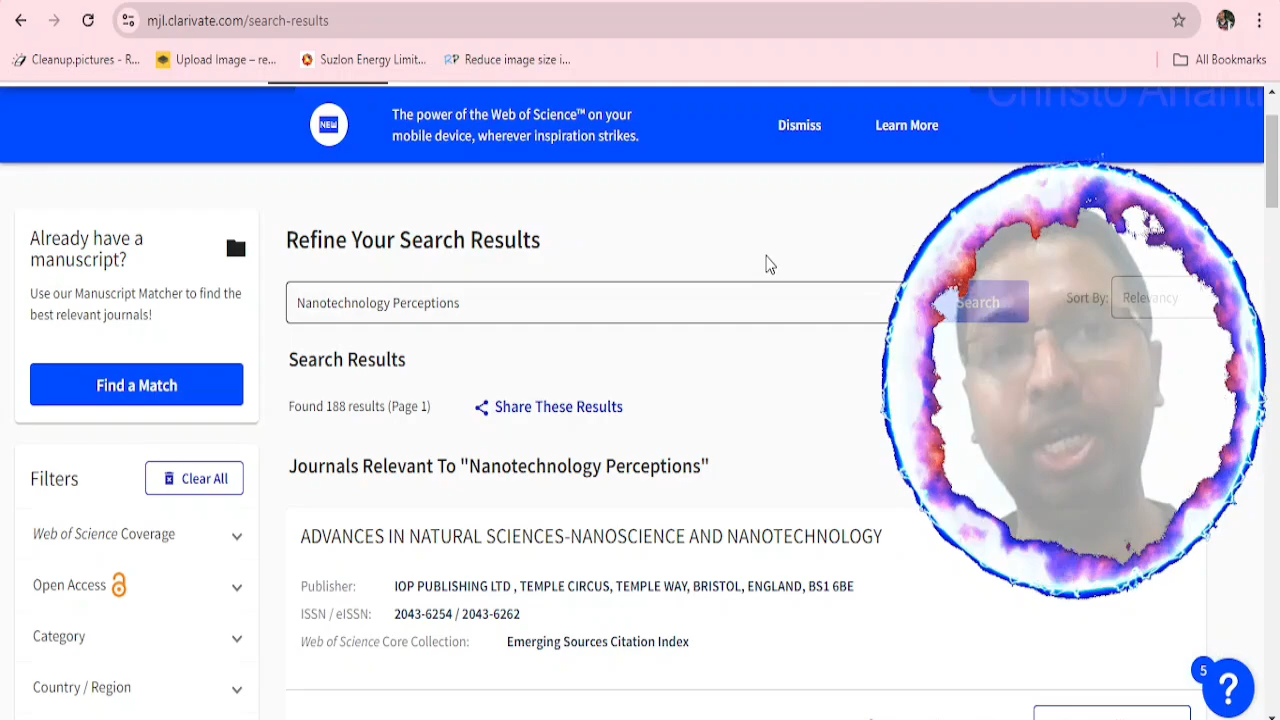 mjl.clarivate.com/search-results
Cleanup.pictures - R...
Upload Image – re...
Suzlon Energy Limit...
Reduce image size i...
All Bookmarks
Christo Ananth
NEW
The power of the Web of Science™ on your
mobile device, wherever inspiration strikes.
Dismiss
Learn More
Already have a
manuscript?
Use our Manuscript Matcher to find the
best relevant journals!
Find a Match
Refine Your Search Results
Nanotechnology Perceptions
Search
Sort By:
Relevancy
Search Results
Found 188 results (Page 1)
Share These Results
Journals Relevant To "Nanotechnology Perceptions"
Filters
Clear All
Web of Science Coverage
Open Access
Category
Country / Region
ADVANCES IN NATURAL SCIENCES-NANOSCIENCE AND NANOTECHNOLOGY
Publisher: IOP PUBLISHING LTD , TEMPLE CIRCUS, TEMPLE WAY, BRISTOL, ENGLAND, BS1 6BE
ISSN / eISSN: 2043-6254 / 2043-6262
Web of Science Core Collection: Emerging Sources Citation Index
5
?